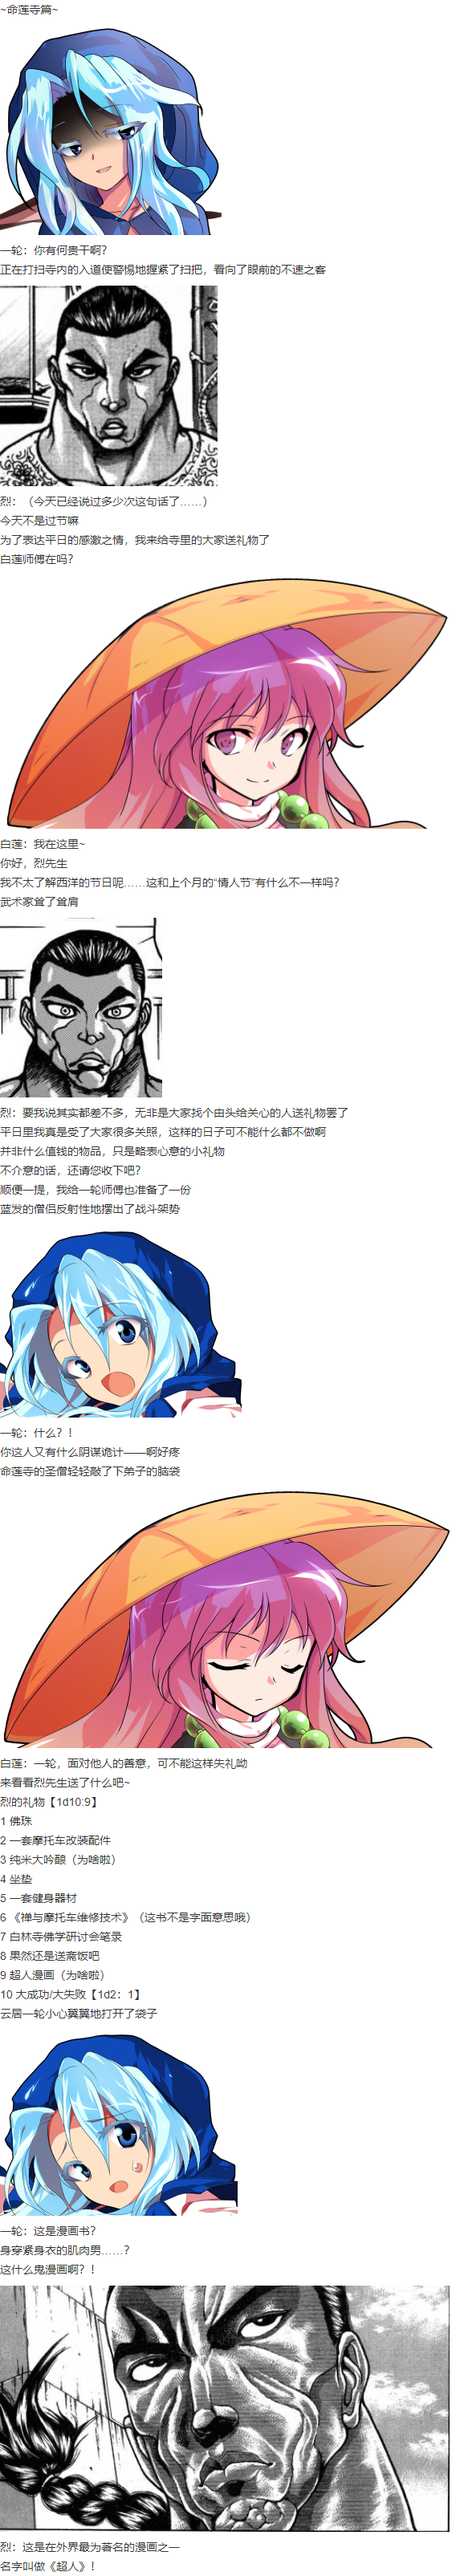 ~命莲寺篇~
一轮：你有何贵干啊？
正在打扫寺内的入道使警惕地握紧了扫把，看向了眼前的不速之客
烈：（今天已经说过多少次这句话了……）
今天不是过节嘛
为了表达平日的感激之情，我来给寺里的大家送礼物了
白莲师傅在吗？
白莲：我在这里~
你好，烈先生
我不太了解西洋的节日呢……这和上个月的“情人节”有什么不一样吗？
武术家耸了耸肩
烈：要我说其实都差不多，无非是大家找个由头给关心的人送礼物罢了
平日里我真是受了大家很多关照，这样的日子可不能什么都不做啊
并非什么值钱的物品，只是略表心意的小礼物
不介意的话，还请您收下吧？
顺便一提，我给一轮师傅也准备了一份
蓝发的僧侣反射性地摆出了战斗架势
一轮：什么？！
你这人又有什么阴谋诡计——啊好疼
命莲寺的圣僧轻轻敲了下弟子的脑袋
白莲：一轮，面对他人的善意，可不能这样失礼呦
来看看烈先生送了什么吧~
烈的礼物【1d10:9】
1 佛珠
2 一套摩托车改装配件
3 纯米大吟酿（为啥啦）
4 坐垫
5 一套健身器材
6 《禅与摩托车维修技术》（这书不是字面意思哦）
7 白林寺佛学研讨会笔录
8 果然还是送斋饭吧
9 超人漫画（为啥啦）
10 大成功/大失败【1d2：1】
云居一轮小心翼翼地打开了袋子
一轮：这是漫画书？
身穿紧身衣的肌肉男……？
这什么鬼漫画啊？！
烈：这是在外界最为著名的漫画之一
名字叫做《超人》！